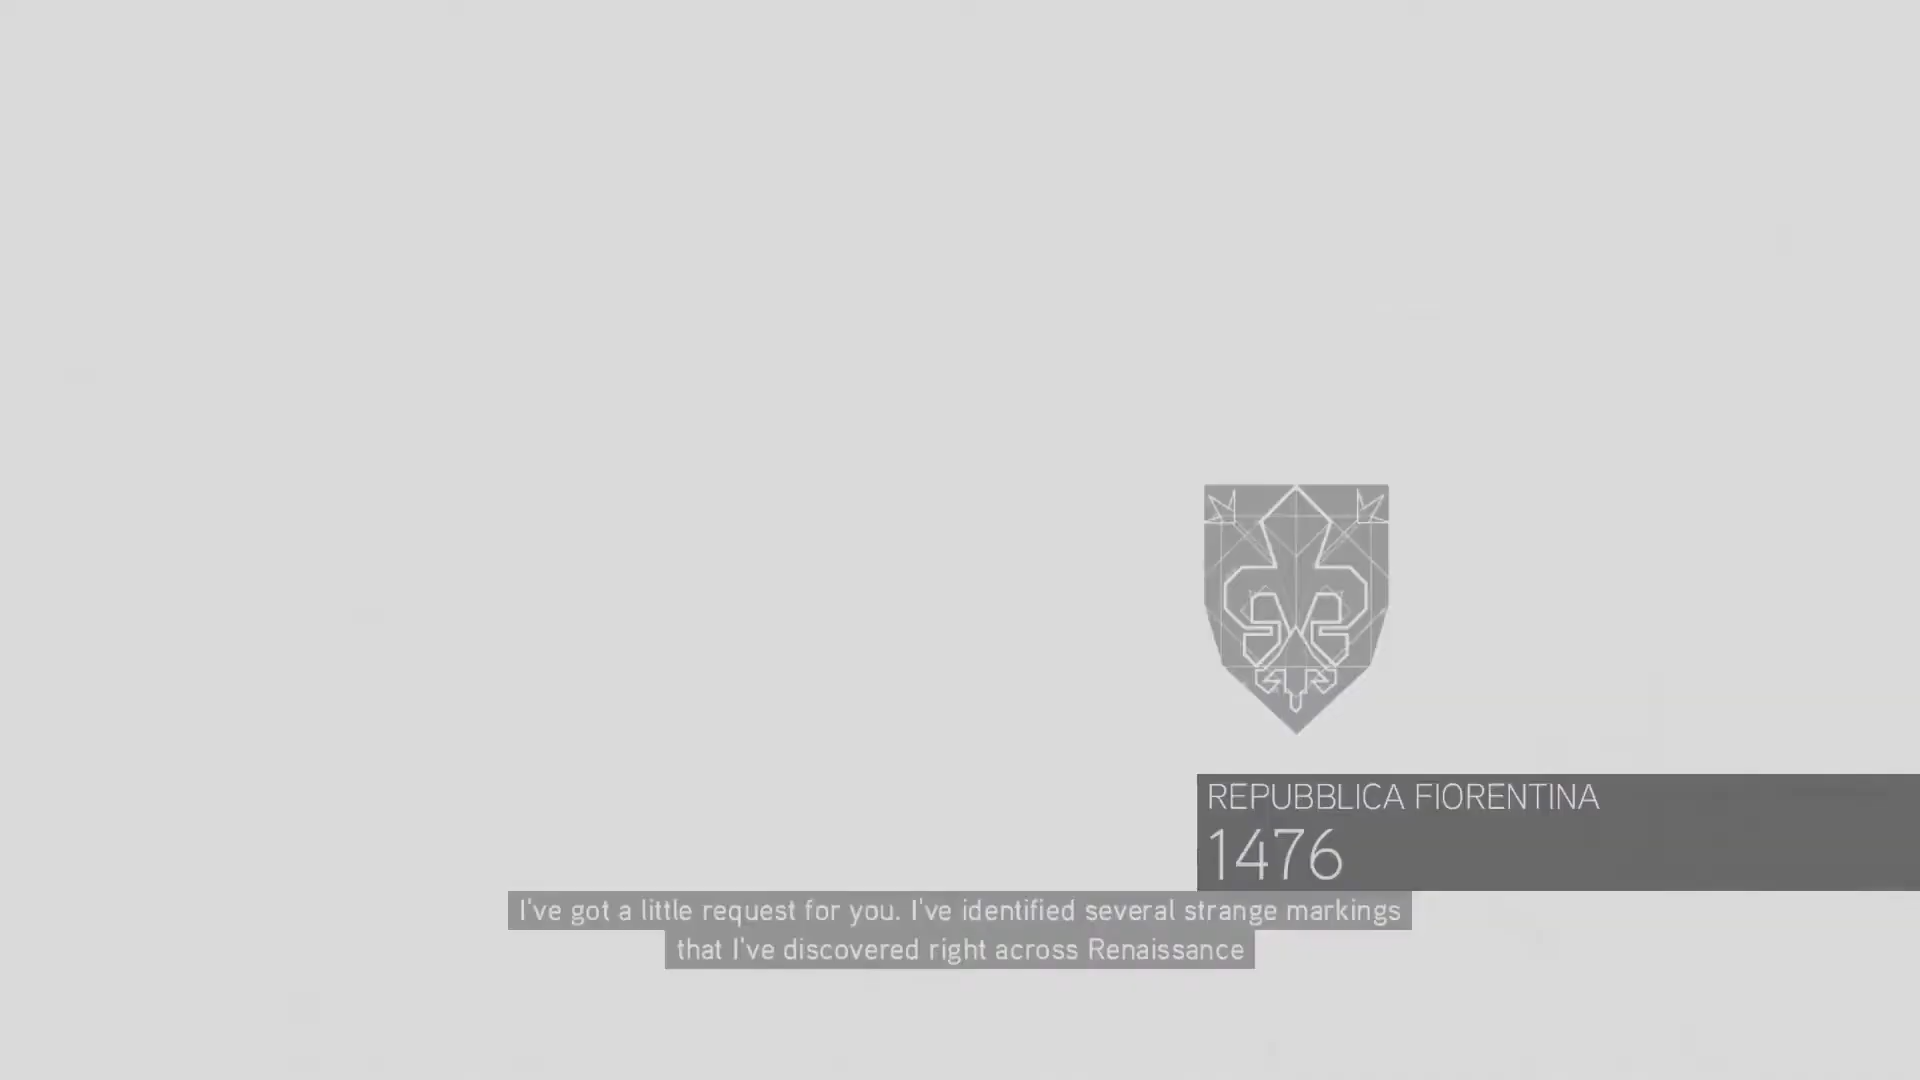 REPUBBLICA FIORENTINA
1476
I've got a little request for you. I've identified several strange markings
that I've discovered right across Renaissance